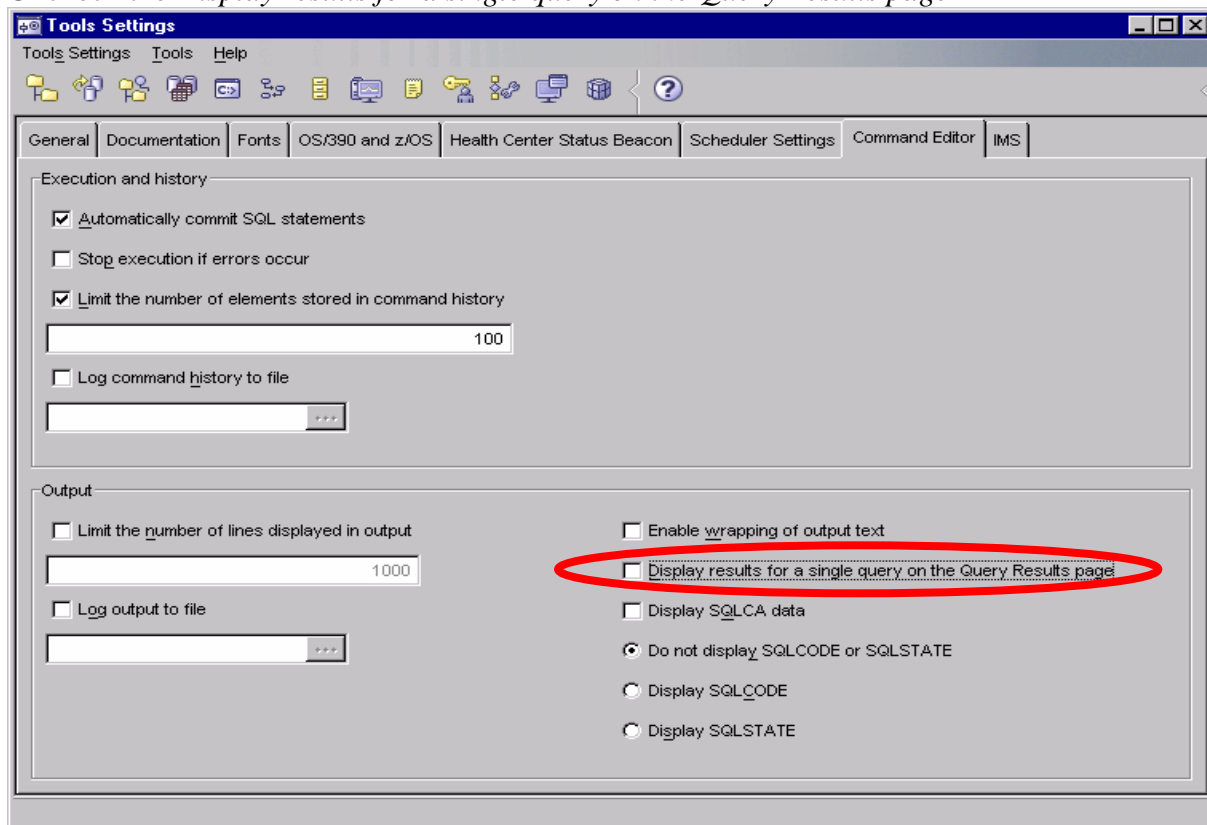 Tools Settings
Tools Settings Tools Help
General Documentation Fonts OS/390 and z/OS Health Center Status Beacon Scheduler Settings Command Editor IMS
Execution and history
Automatically commit SQL statements
Stop execution if errors occur
Limit the number of elements stored in command history
100
Log command history to file
...
Output
Limit the number of lines displayed in output
1000
Log output to file
...
Enable wrapping of output text
Display results for a single query on the Query Results page
Display SQLCA data
Do not display SQLCODE or SQLSTATE
Display SQLCODE
Display SQLSTATE